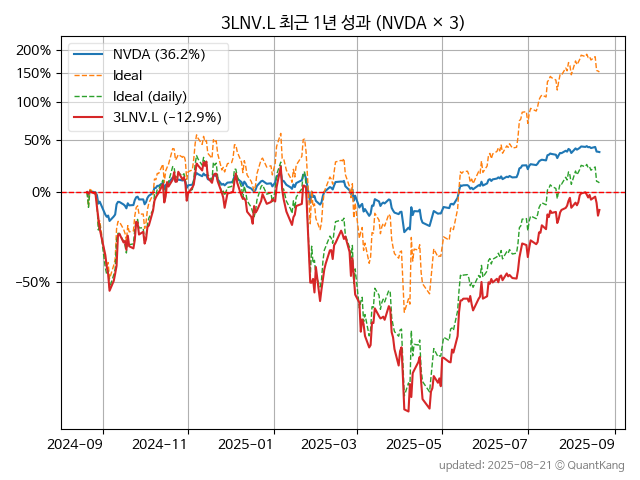 3LNV.L 최근 1년 성과 (NVDA × 3)
NVDA (36.2%)
Ideal
Ideal (daily)
3LNV.L (−12.9%)
200%
150%
100%
50%
0%
−50%
2024-09
2024-11
2025-01
2025-03
2025-05
2025-07
2025-09
updated: 2025-08-21 © QuantKang